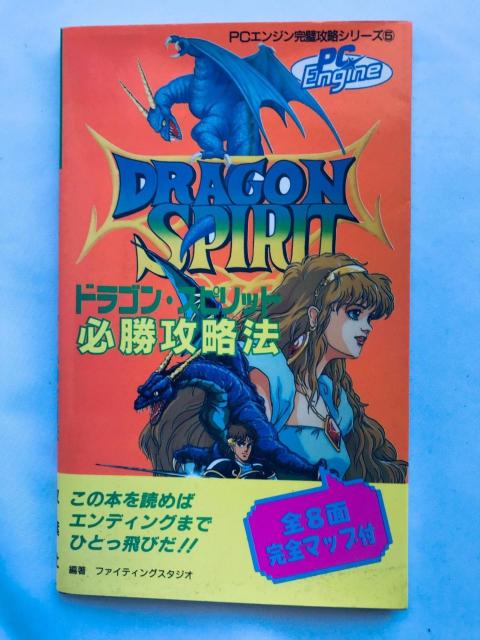 PCエンジン完璧攻略シリーズ⑤
PC
Engine
DRAGON
SPIRIT
ドラゴン・スピリット
必勝攻略法
この本を読めば
エンディングまで
ひとっ飛びだ!!
全8面
完全マップ付
編著 ファイティングスタジオ